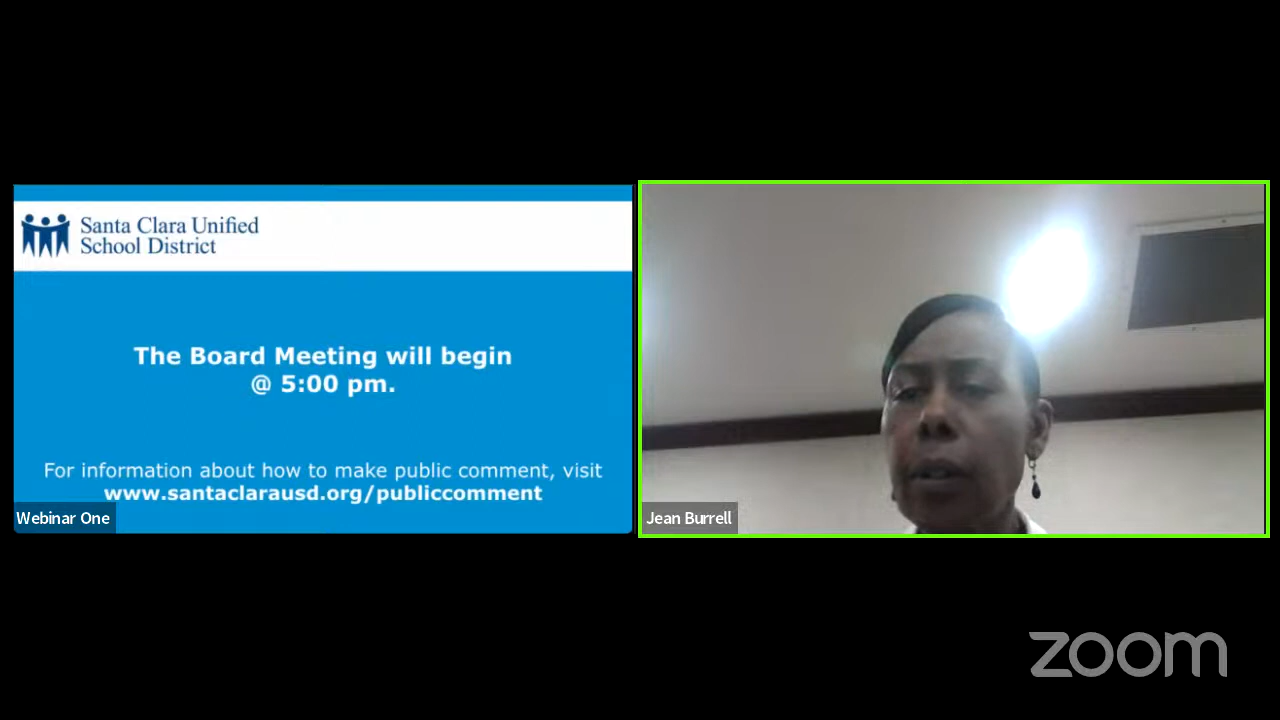 Santa Clara Unified
School District
The Board Meeting will begin
@ 5:00 pm.
For information about how to make public comment, visit
www.santaclarausd.org/publiccomment
Webinar One
Jean Burrell
zoom